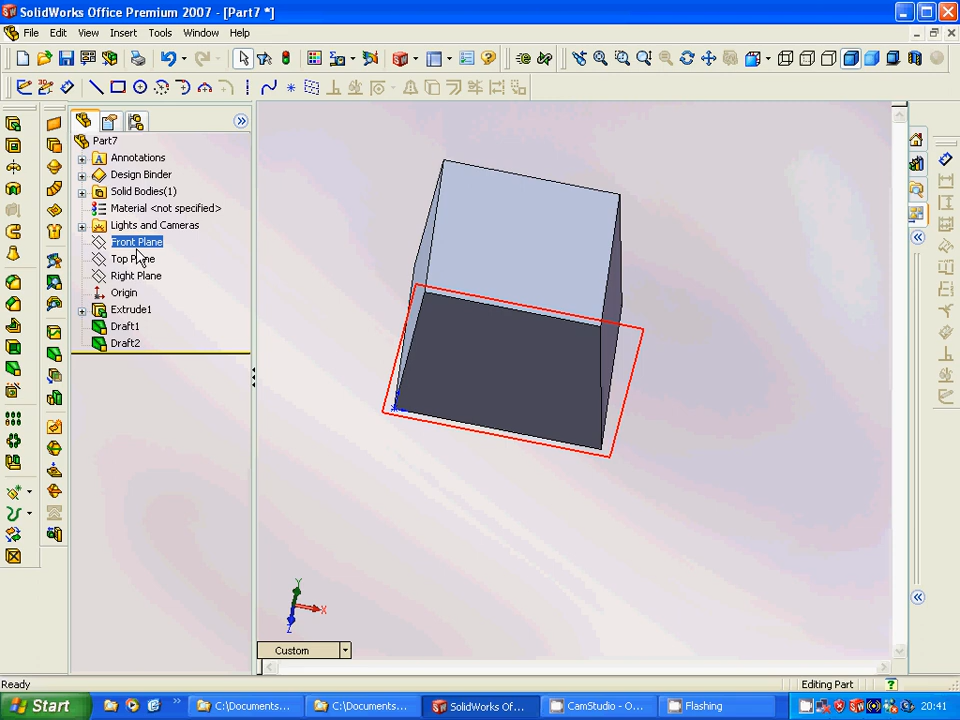 SolidWorks Office Premium 2007 - [Part7 *]
File Edit View Insert Tools Window Help
Part7
Annotations
Design Binder
Solid Bodies(1)
Material <not specified>
Lights and Cameras
Front Plane
Top Plane
Right Plane
Origin
Extrude1
Draft1
Draft2
Y
X
Z
Custom
Ready
Editing Part
Start
C:\Documents...
C:\Documents...
SolidWorks Of...
CamStudio - O...
Flashing
20:41